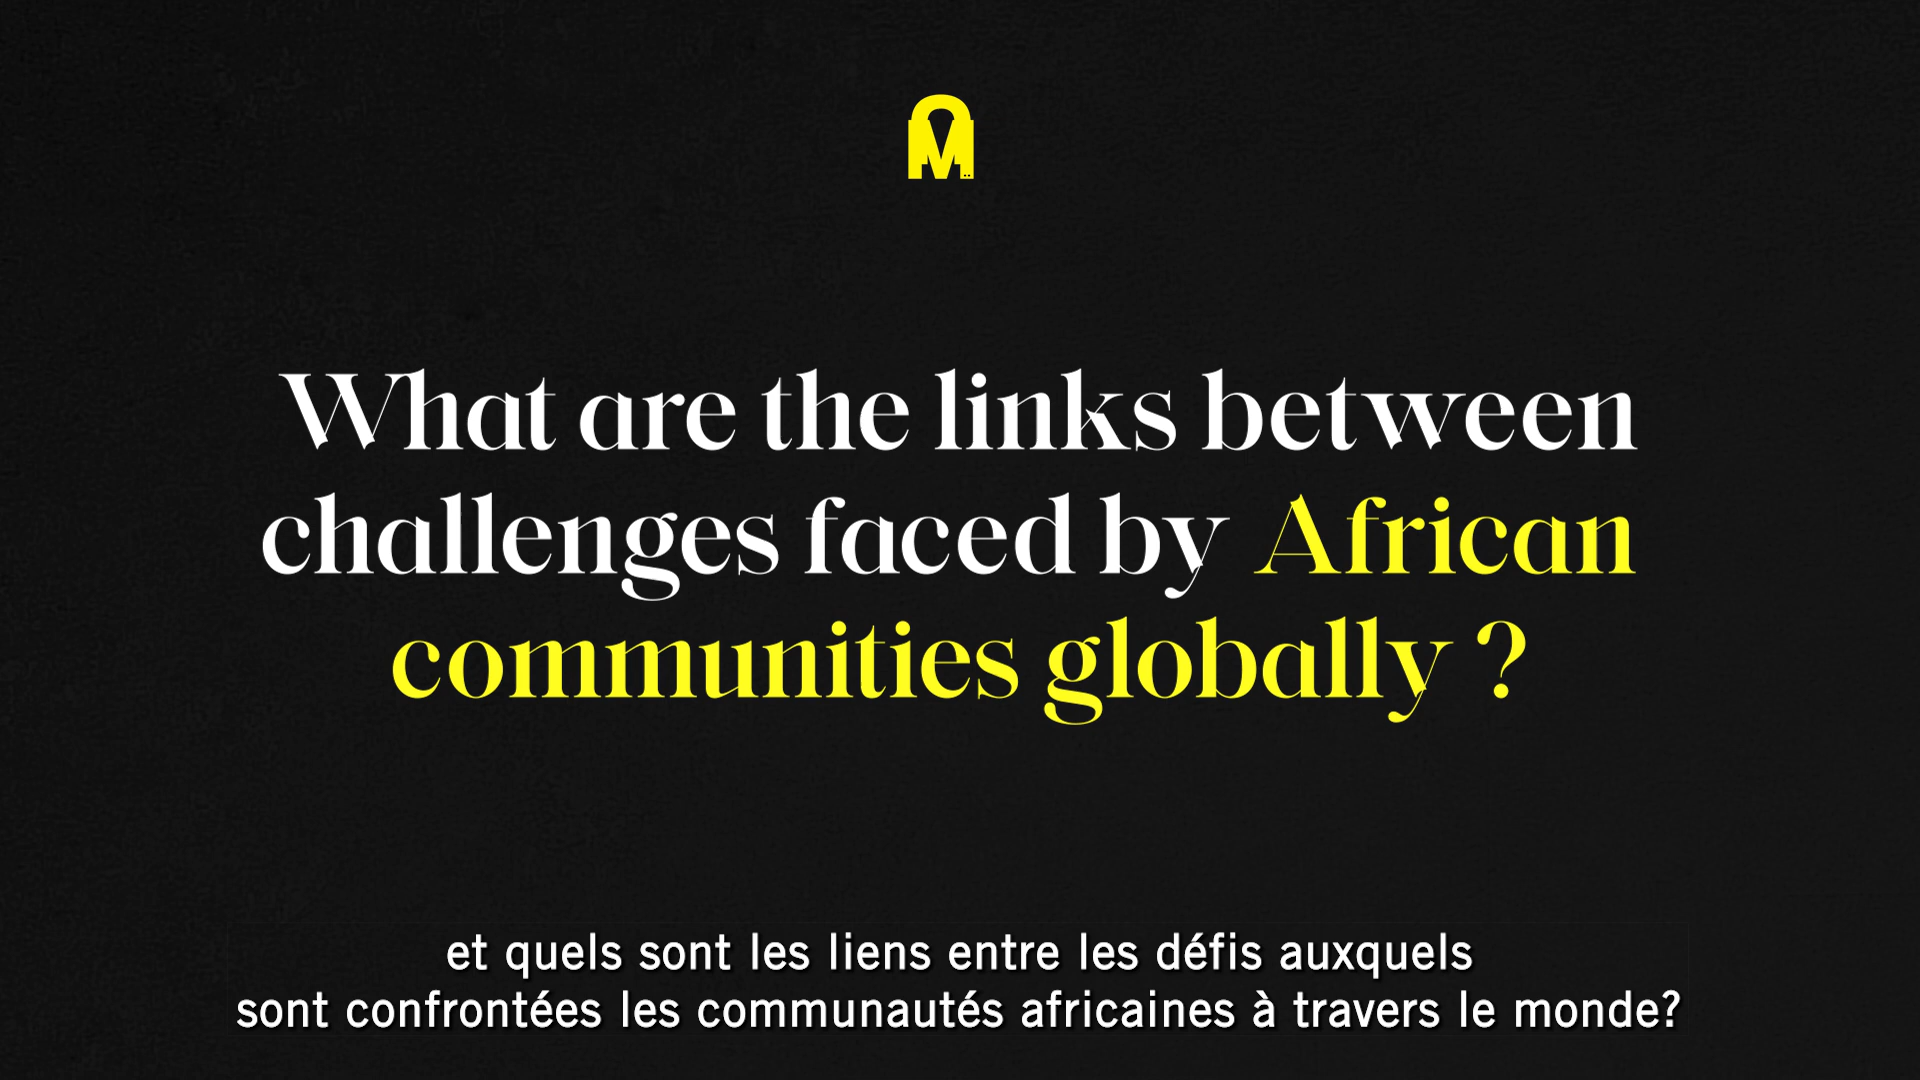 What are the links between
challenges faced by African
communities globally ?
et quels sont les liens entre les défis auxquels
sont confrontées les communautés africaines à travers le monde?